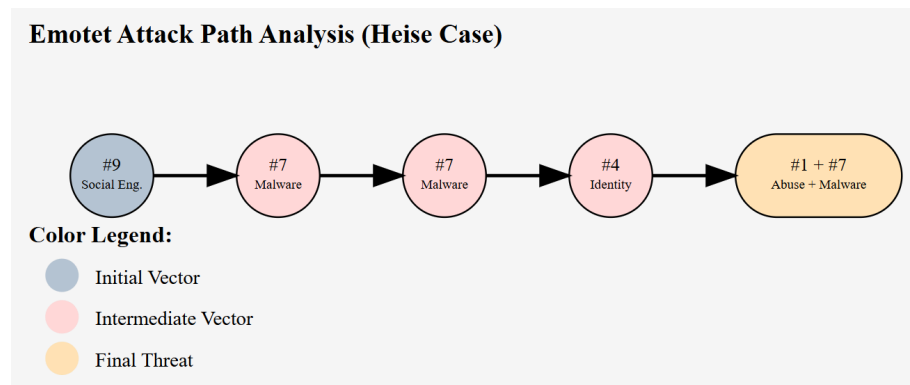 Emotet Attack Path Analysis (Heise Case)
#9
Social Eng.
#7
Malware
#7
Malware
#4
Identity
#1 + #7
Abuse + Malware
Color Legend:
Initial Vector
Intermediate Vector
Final Threat